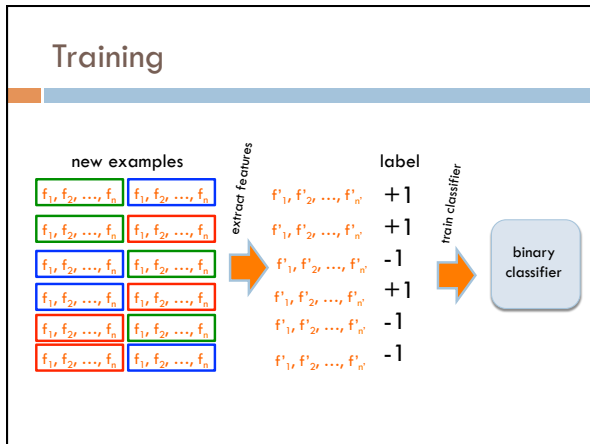 Training
new examples
extract features
label
train classifier
f₁, f₂, …, fₙ f₁, f₂, …, fₙ f'₁, f'₂, …, f'ₙ' +1
f₁, f₂, …, fₙ f₁, f₂, …, fₙ f'₁, f'₂, …, f'ₙ' +1
f₁, f₂, …, fₙ f₁, f₂, …, fₙ f'₁, f'₂, …, f'ₙ' -1
f₁, f₂, …, fₙ f₁, f₂, …, fₙ f'₁, f'₂, …, f'ₙ' +1
f₁, f₂, …, fₙ f₁, f₂, …, fₙ f'₁, f'₂, …, f'ₙ' -1
f₁, f₂, …, fₙ f₁, f₂, …, fₙ f'₁, f'₂, …, f'ₙ' -1
binary
classifier